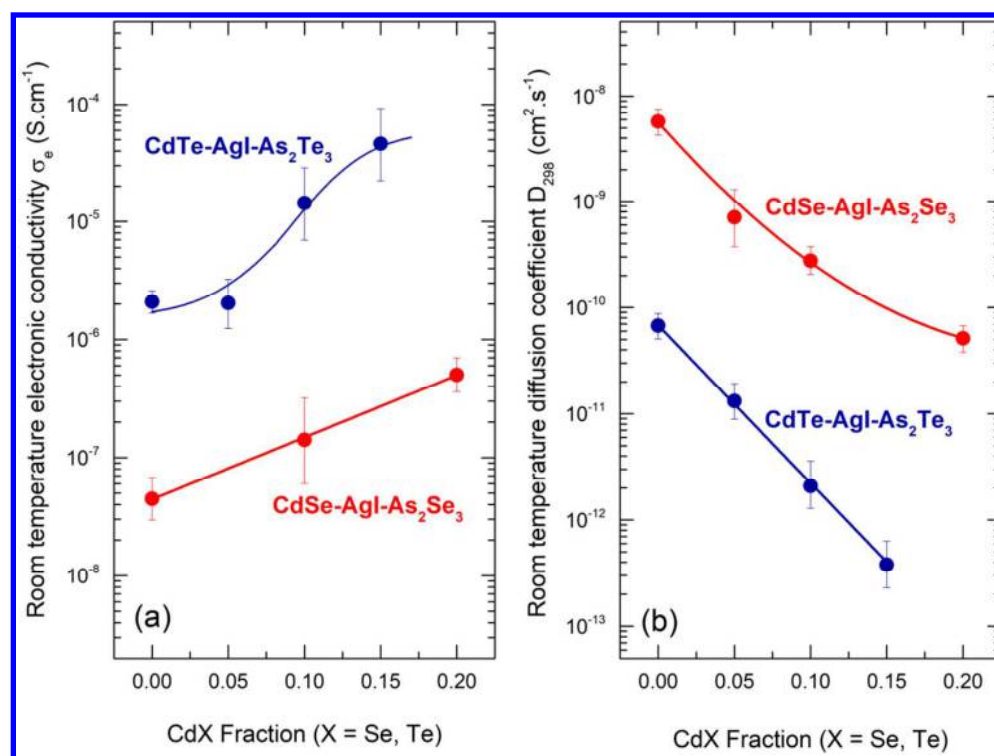 Room temperature electronic conductivity σₑ (S.cm⁻¹)
10⁻⁴
10⁻⁵
10⁻⁶
10⁻⁷
10⁻⁸
CdTe-AgI-As₂Te₃
CdSe-AgI-As₂Se₃
(a)
0.00 0.05 0.10 0.15 0.20
CdX Fraction (X = Se, Te)
Room temperature diffusion coefficient D₂₉₈ (cm².s⁻¹)
10⁻⁸
10⁻⁹
10⁻¹⁰
10⁻¹¹
10⁻¹²
10⁻¹³
CdSe-AgI-As₂Se₃
CdTe-AgI-As₂Te₃
(b)
0.00 0.05 0.10 0.15 0.20
CdX Fraction (X = Se, Te)